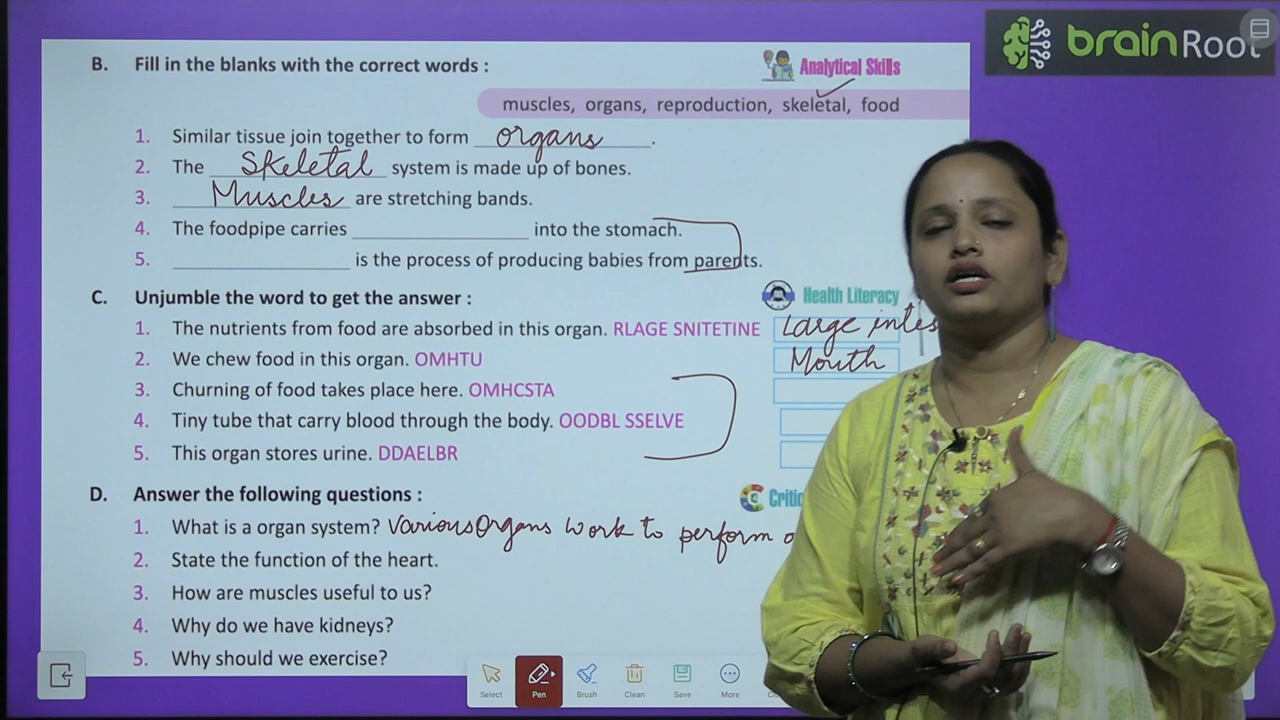 brainRoot
B. Fill in the blanks with the correct words :
Analytical Skills
muscles, organs, reproduction, skeletal, food
1. Similar tissue join together to form organs.
2. The Skeletal system is made up of bones.
3. Muscles are stretching bands.
4. The foodpipe carries ____________ into the stomach.
5. ____________ is the process of producing babies from parents.
C. Unjumble the word to get the answer :
Health Literacy
1. The nutrients from food are absorbed in this organ. RLAGE SNITETINE Large intes
2. We chew food in this organ. OMHTU Mouth
3. Churning of food takes place here. OMHCSTA
4. Tiny tube that carry blood through the body. OODBL SSELVE
5. This organ stores urine. DDAELBR
D. Answer the following questions :
Critic
1. What is a organ system? Various Organs work to perform
2. State the function of the heart.
3. How are muscles useful to us?
4. Why do we have kidneys?
5. Why should we exercise?
Select Pen Brush Clean Save More